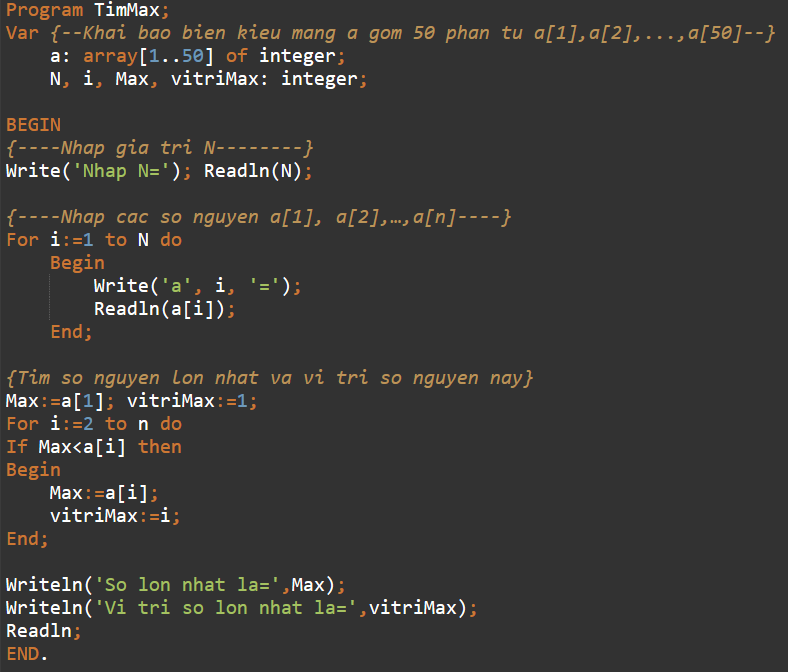 Program TimMax;
Var {--Khai bao bien kieu mang a gom 50 phan tu a[1],a[2],...,a[50]--}
    a: array[1..50] of integer;
    N, i, Max, vitriMax: integer;

BEGIN
{----Nhap gia tri N--------}
Write('Nhap N='); Readln(N);

{----Nhap cac so nguyen a[1], a[2],…,a[n]----}
For i:=1 to N do
    Begin
        Write('a', i, '=');
        Readln(a[i]);
    End;

{Tim so nguyen lon nhat va vi tri so nguyen nay}
Max:=a[1]; vitriMax:=1;
For i:=2 to n do
If Max<a[i] then
Begin
    Max:=a[i];
    vitriMax:=i;
End;

Writeln('So lon nhat la=',Max);
Writeln('Vi tri so lon nhat la=',vitriMax);
Readln;
END.